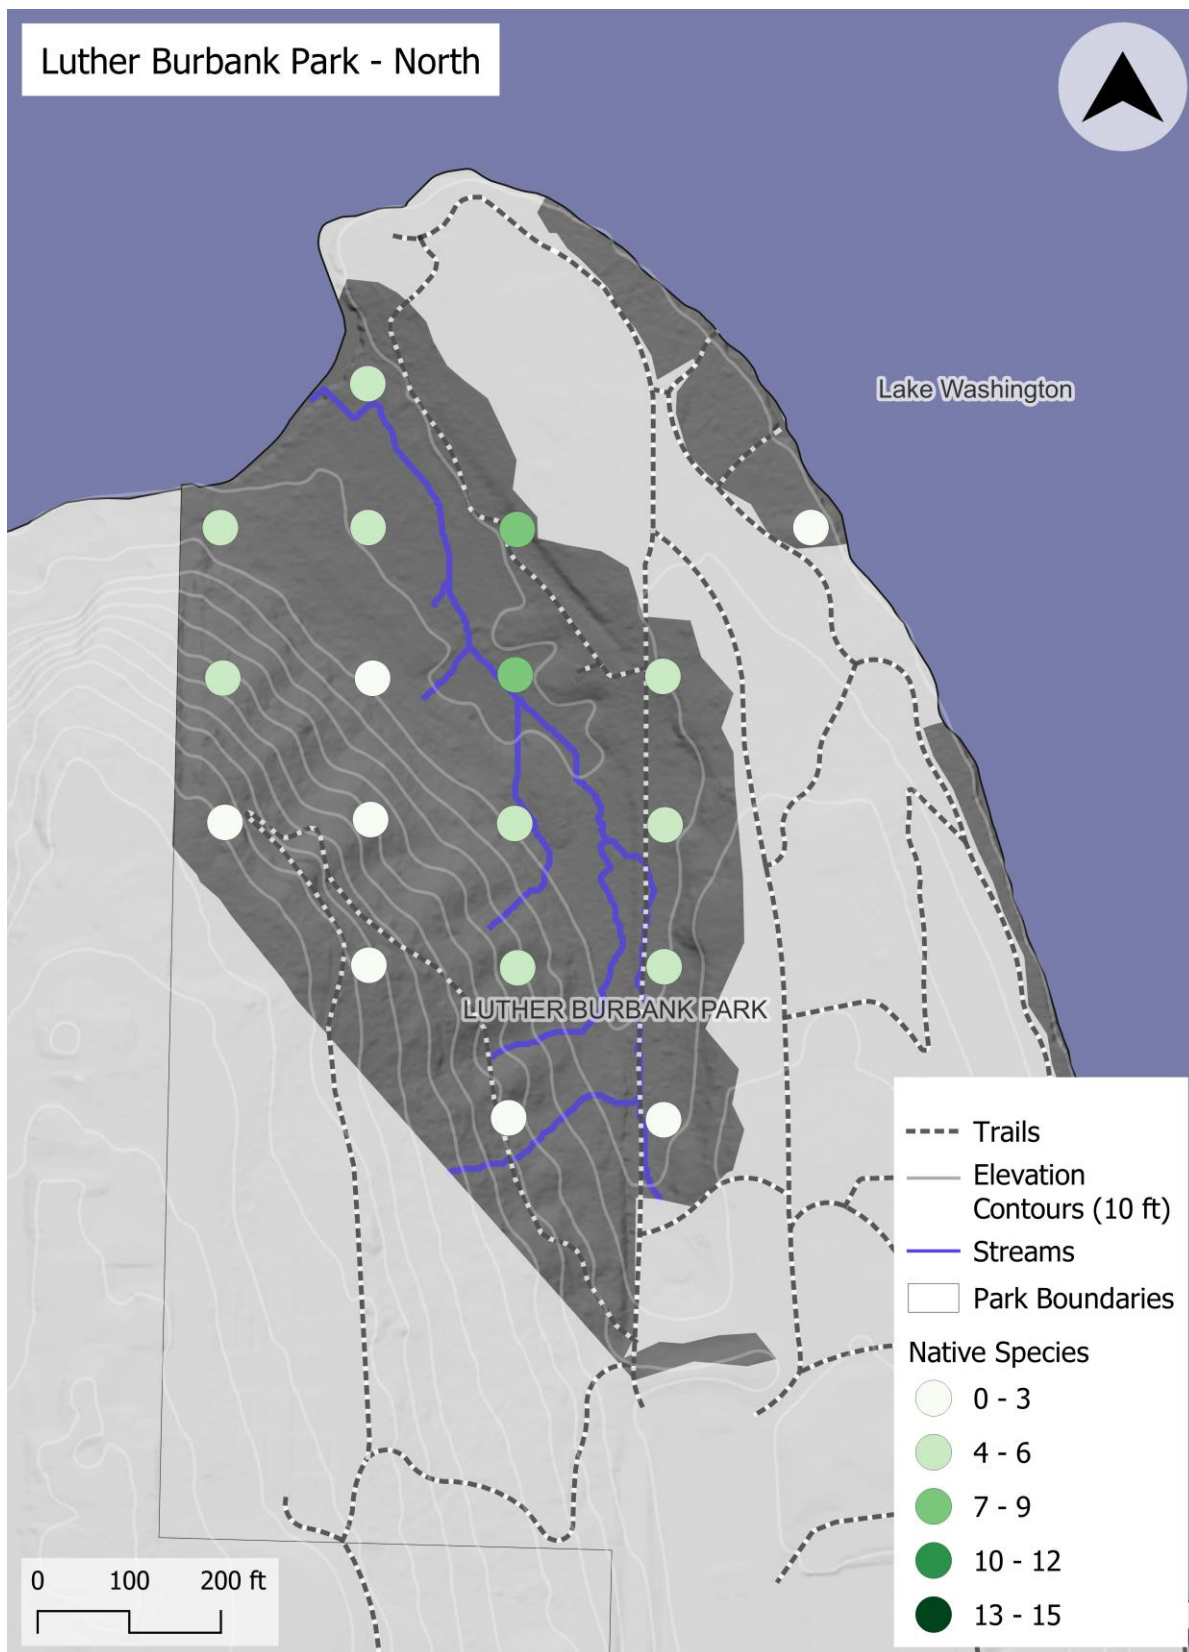 Luther Burbank Park - North
Lake Washington
LUTHER BURBANK PARK
Trails
Elevation
Contours (10 ft)
Streams
Park Boundaries
Native Species
0 - 3
4 - 6
7 - 9
10 - 12
13 - 15
0 100 200 ft